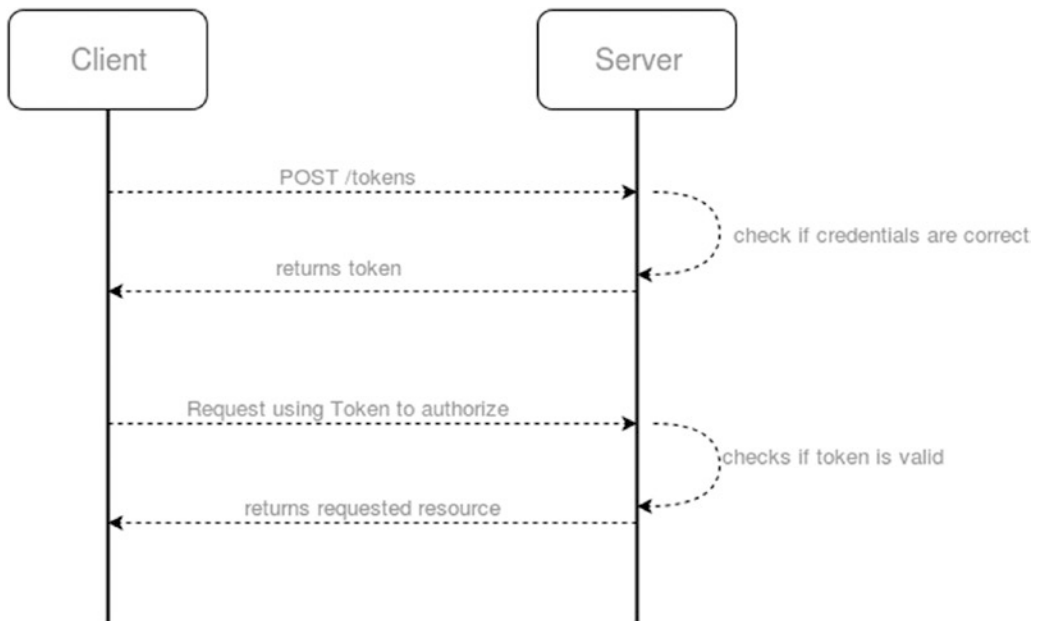 Client
Server
POST /tokens
check if credentials are correct
returns token
Request using Token to authorize
checks if token is valid
returns requested resource